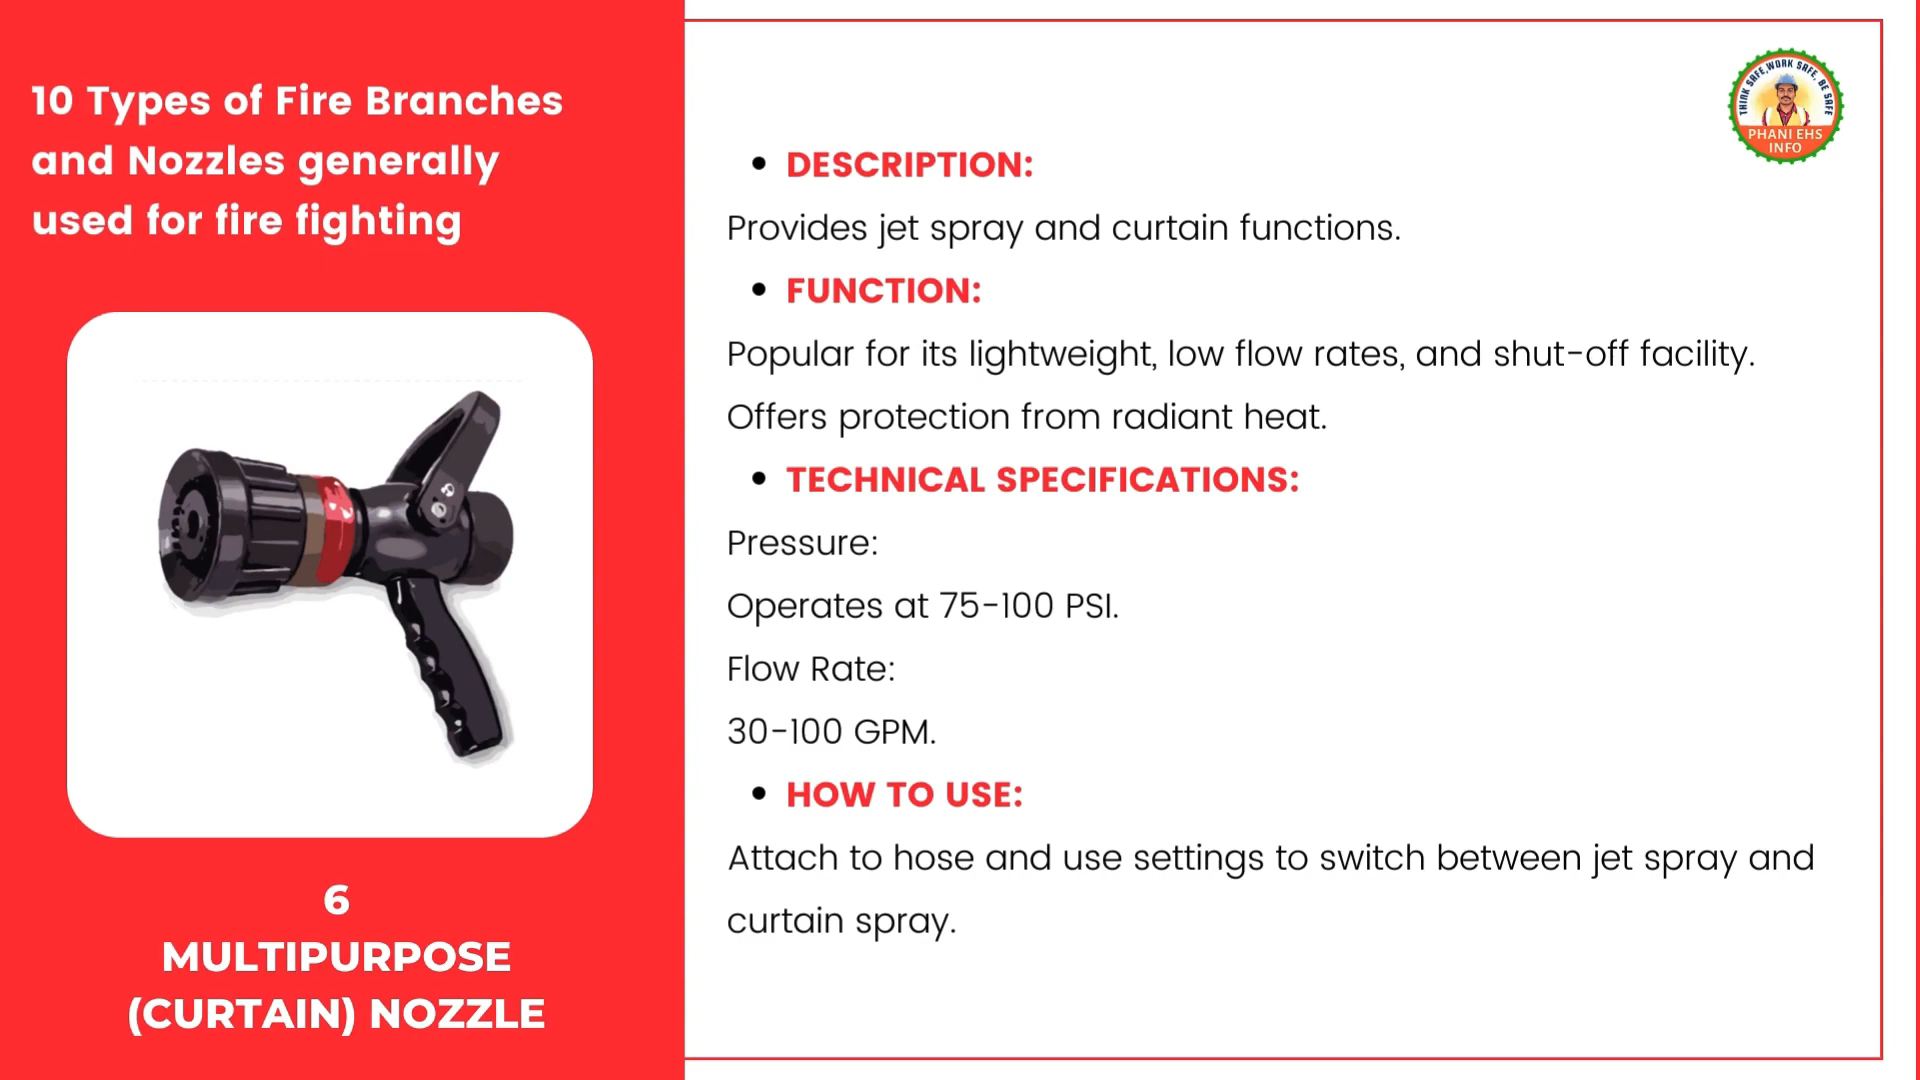 10 Types of Fire Branches
and Nozzles generally
used for fire fighting
6
MULTIPURPOSE
(CURTAIN) NOZZLE
THINK SAFE, WORK SAFE, BE SAFE
PHANI EHS
INFO
• DESCRIPTION:
Provides jet spray and curtain functions.
• FUNCTION:
Popular for its lightweight, low flow rates, and shut-off facility.
Offers protection from radiant heat.
• TECHNICAL SPECIFICATIONS:
Pressure:
Operates at 75-100 PSI.
Flow Rate:
30-100 GPM.
• HOW TO USE:
Attach to hose and use settings to switch between jet spray and
curtain spray.